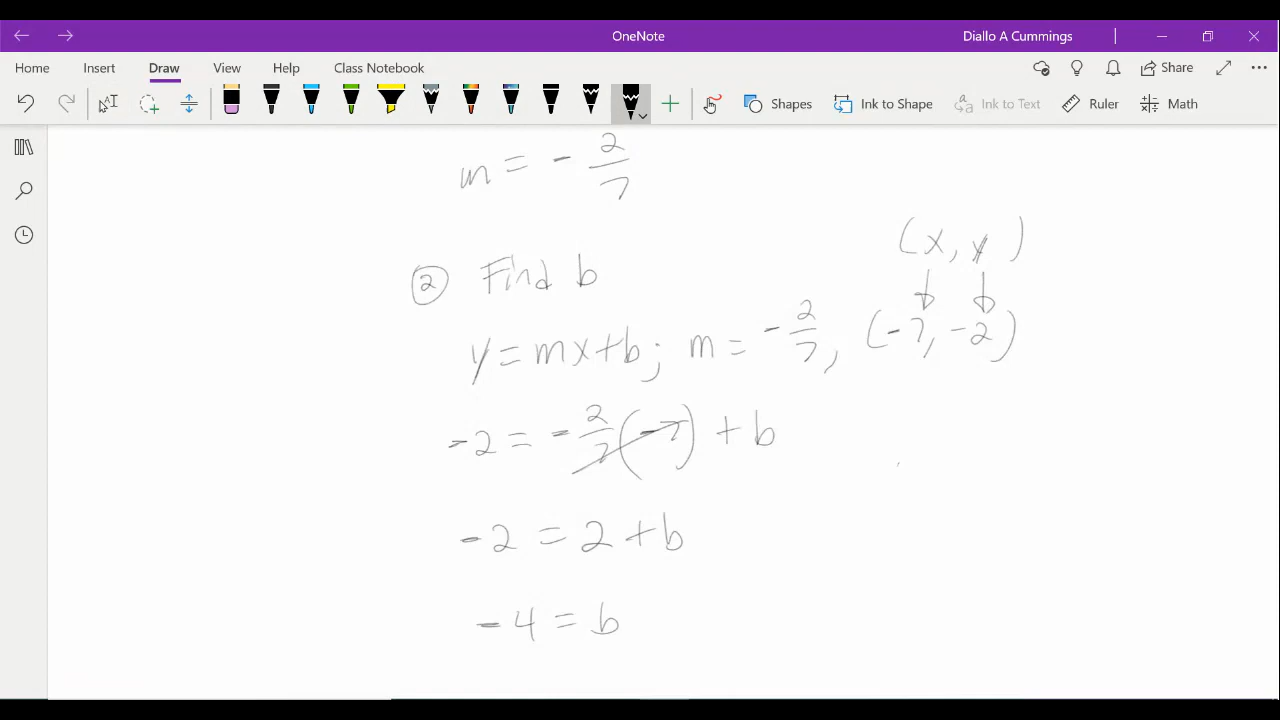 OneNote
Diallo A Cummings
Home Insert Draw View Help Class Notebook Share
Shapes Ink to Shape Ink to Text Ruler Math
m = - 2/7
(x, y)
② Find b
y = mx + b; m = - 2/7, (-7, -2)
-2 = - 2/7 (-7) + b
-2 = 2 + b
-4 = b